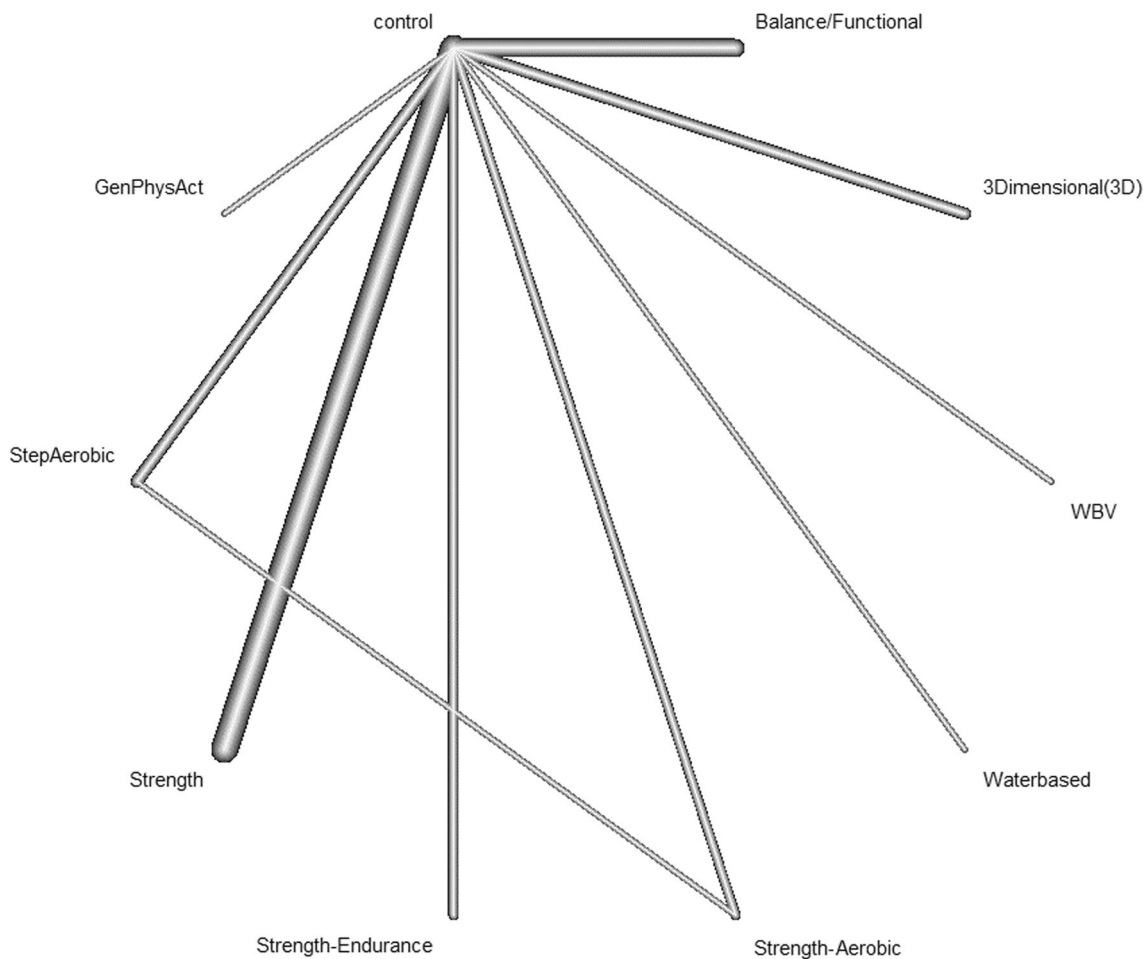 control
Balance/Functional
GenPhysAct
3Dimensional(3D)
StepAerobic
WBV
Strength
Waterbased
Strength-Endurance
Strength-Aerobic